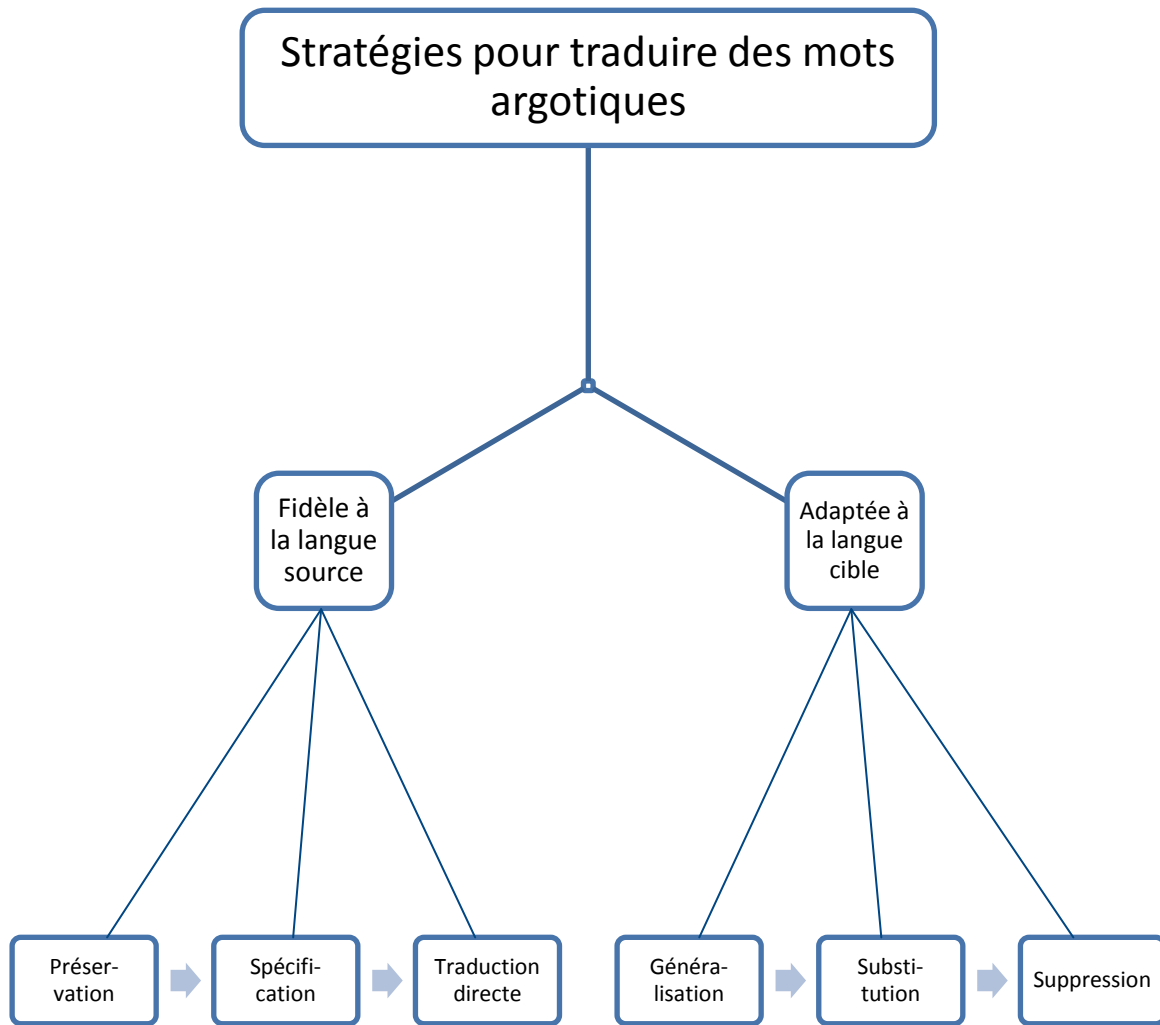 Stratégies pour traduire des mots
argotiques
Fidèle à
la langue
source
Adaptée à
la langue
cible
Préser-
vation
Spécifi-
cation
Traduction
directe
Généra-
lisation
Substi-
tution
Suppression